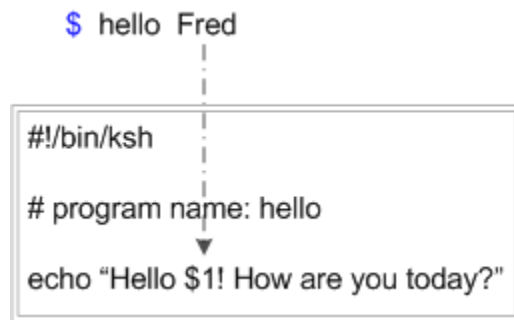 $ hello Fred
#!/bin/ksh
# program name: hello
echo “Hello $1! How are you today?”